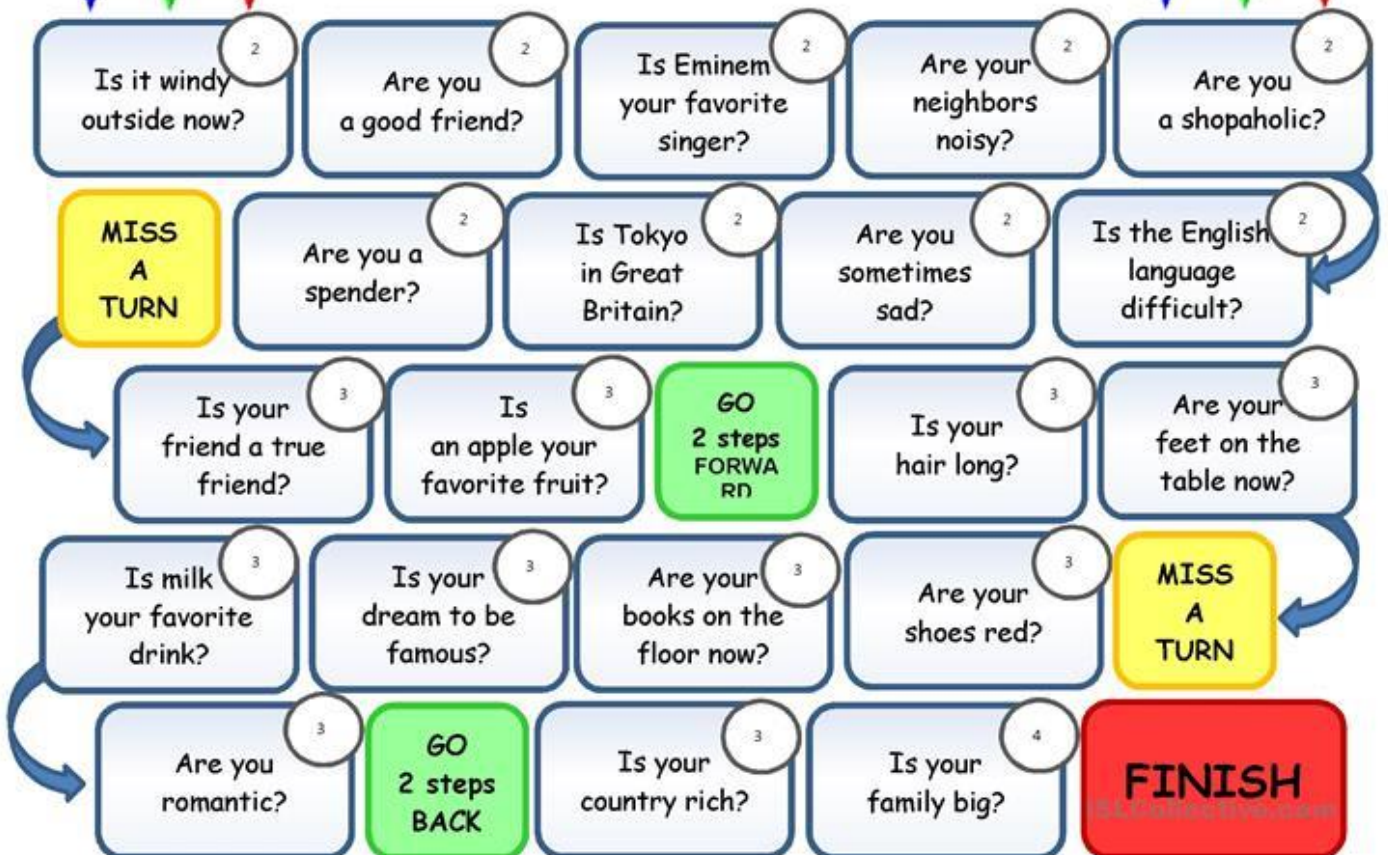 2
Is it windy
outside now?
2
Are you
a good friend?
2
Is Eminem
your favorite
singer?
2
Are your
neighbors
noisy?
2
Are you
a shopaholic?
MISS
A
TURN
2
Are you a
spender?
2
Is Tokyo
in Great
Britain?
2
Are you
sometimes
sad?
2
Is the English
language
difficult?
3
Is your
friend a true
friend?
3
Is
an apple your
favorite fruit?
GO
2 steps
FORWA
RD
3
Is your
hair long?
3
Are your
feet on the
table now?
3
Is milk
your favorite
drink?
3
Is your
dream to be
famous?
3
Are your
books on the
floor now?
3
Are your
shoes red?
MISS
A
TURN
3
Are you
romantic?
GO
2 steps
BACK
3
Is your
country rich?
4
Is your
family big?
FINISH
iSLCollective.com